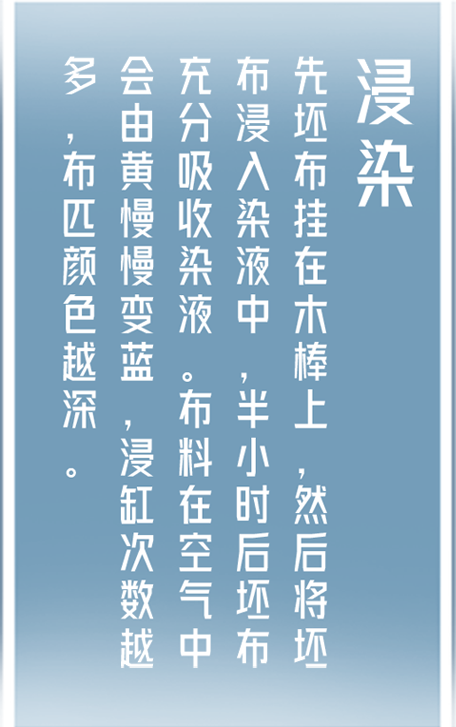 浸染
先坯布挂在木棒上，然后将坯
布浸入染液中，半小时后坯布
充分吸收染液。布料在空气中
会由黄慢慢变蓝，浸缸次数越
多，布匹颜色越深。